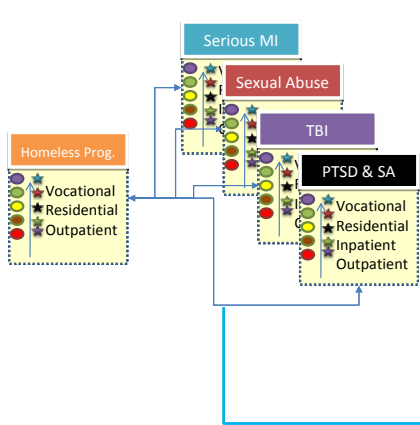 Serious MI
Sexual Abuse
TBI
PTSD & SA
Homeless Prog.
Vocational
Residential
Outpatient
Vocational
Residential
Inpatient
Outpatient